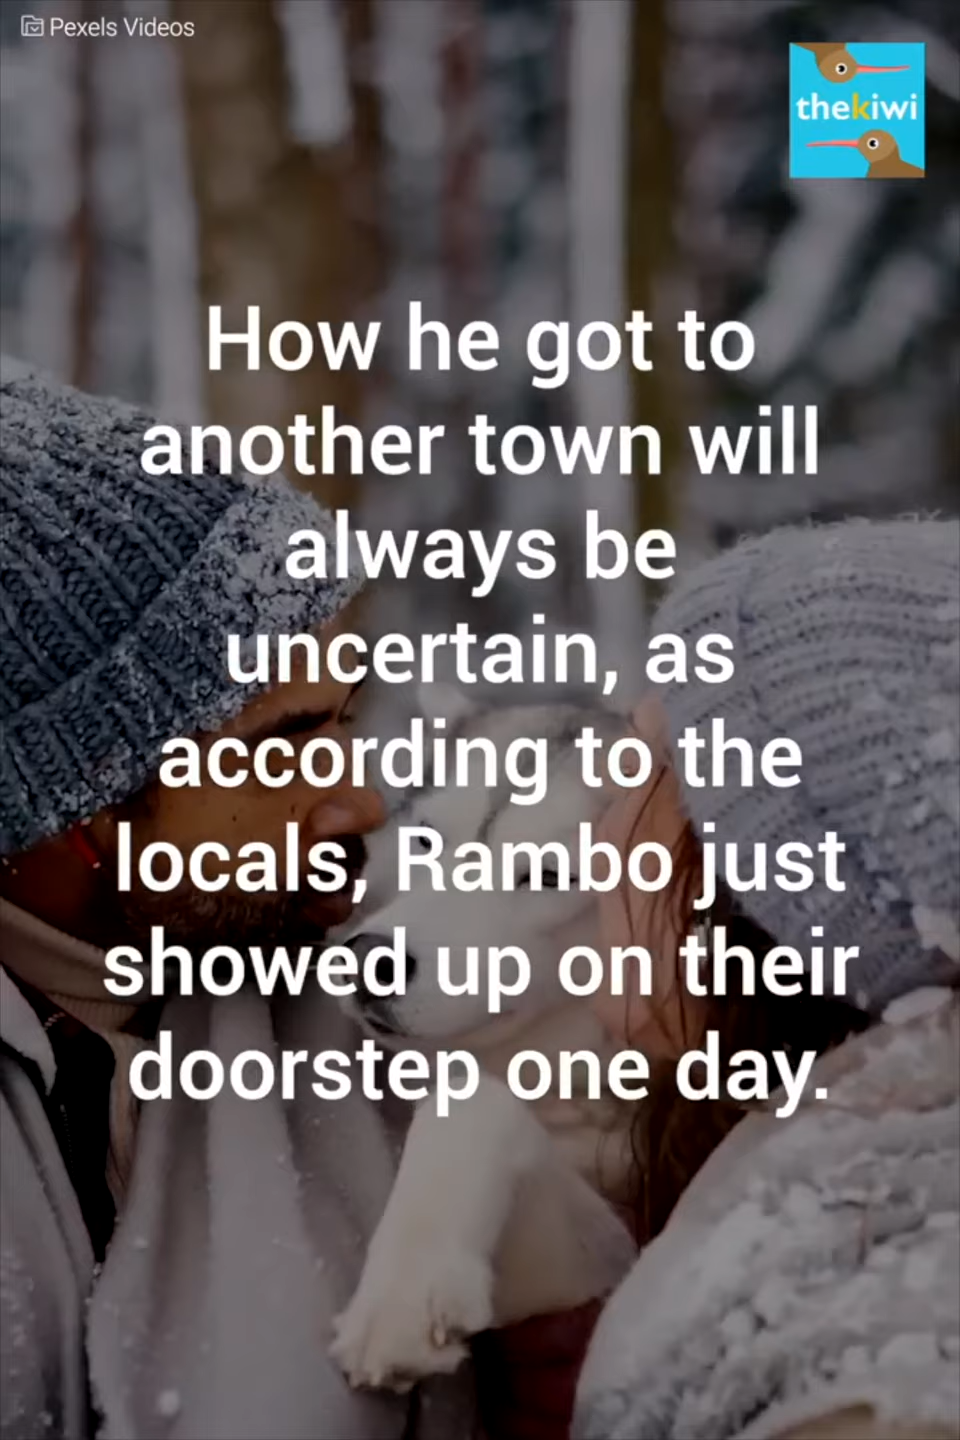 Pexels Videos
thekiwi
How he got to
another town will
always be
uncertain, as
according to the
locals, Rambo just
showed up on their
doorstep one day.